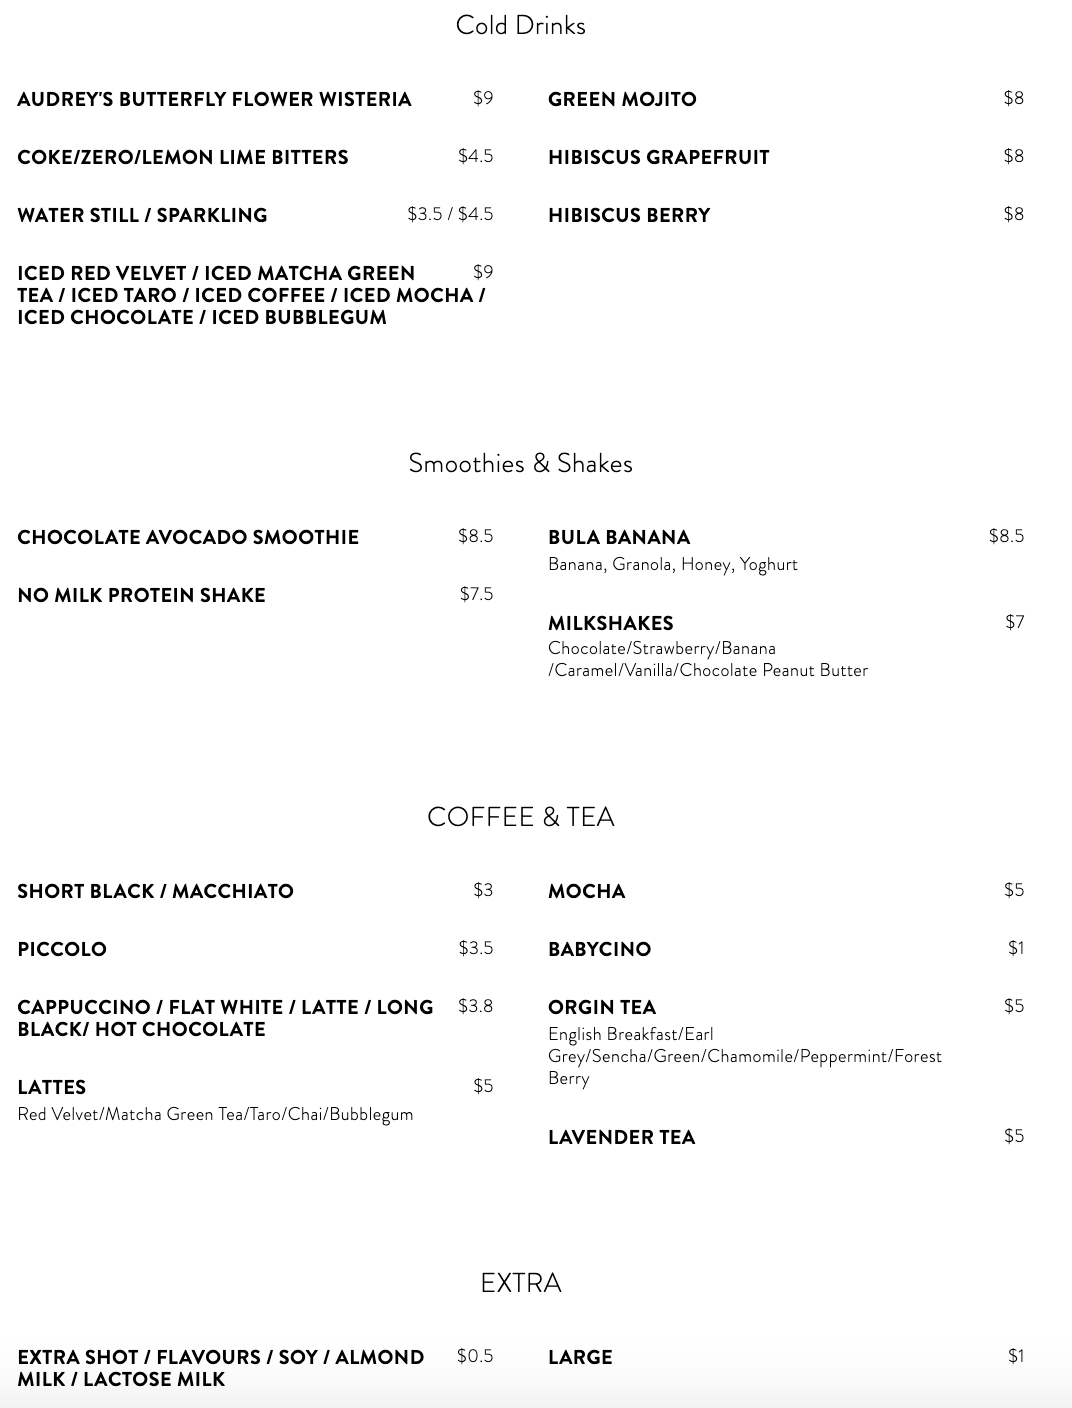 Cold Drinks
AUDREY'S BUTTERFLY FLOWER WISTERIA $9
COKE/ZERO/LEMON LIME BITTERS $4.5
WATER STILL / SPARKLING $3.5 / $4.5
ICED RED VELVET / ICED MATCHA GREEN $9
TEA / ICED TARO / ICED COFFEE / ICED MOCHA /
ICED CHOCOLATE / ICED BUBBLEGUM
GREEN MOJITO $8
HIBISCUS GRAPEFRUIT $8
HIBISCUS BERRY $8
Smoothies & Shakes
CHOCOLATE AVOCADO SMOOTHIE $8.5
NO MILK PROTEIN SHAKE $7.5
BULA BANANA $8.5
Banana, Granola, Honey, Yoghurt
MILKSHAKES $7
Chocolate/Strawberry/Banana
/Caramel/Vanilla/Chocolate Peanut Butter
COFFEE & TEA
SHORT BLACK / MACCHIATO $3
PICCOLO $3.5
CAPPUCCINO / FLAT WHITE / LATTE / LONG $3.8
BLACK/ HOT CHOCOLATE
LATTES $5
Red Velvet/Matcha Green Tea/Taro/Chai/Bubblegum
MOCHA $5
BABYCINO $1
ORGIN TEA $5
English Breakfast/Earl
Grey/Sencha/Green/Chamomile/Peppermint/Forest
Berry
LAVENDER TEA $5
EXTRA
EXTRA SHOT / FLAVOURS / SOY / ALMOND $0.5
MILK / LACTOSE MILK
LARGE $1